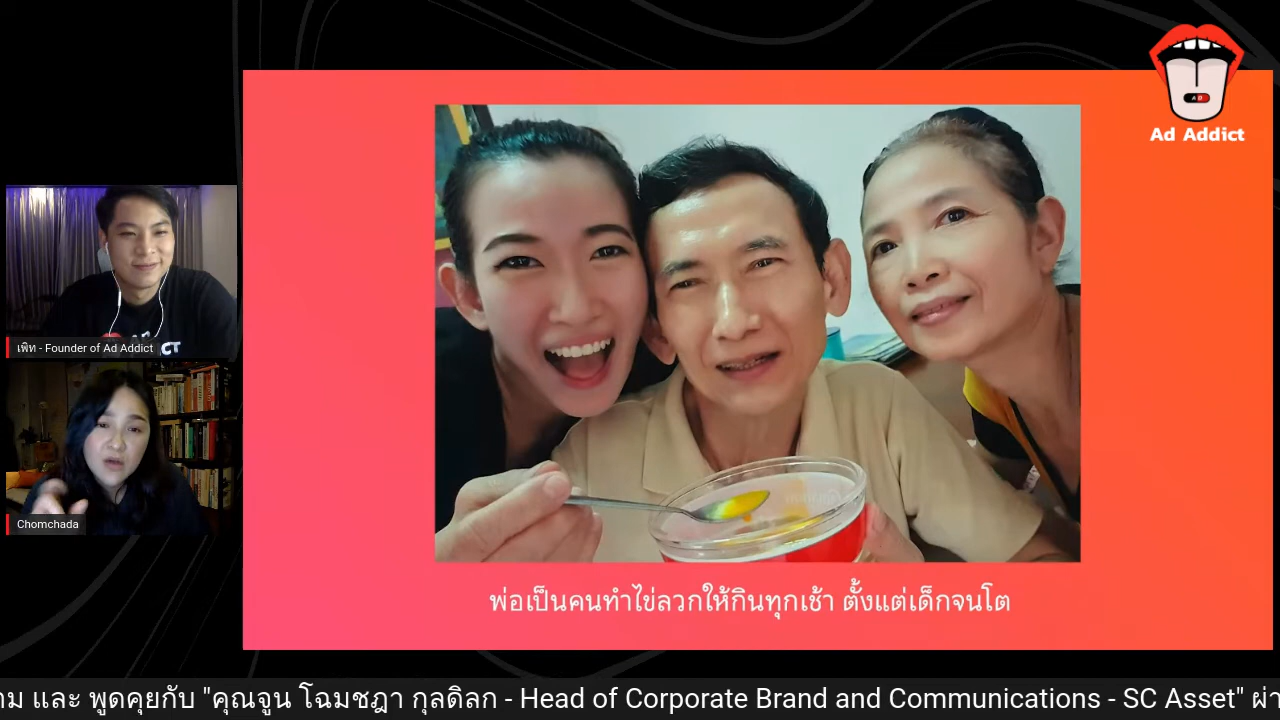 AD
Ad Addict
CT
เพิท - Founder of Ad Addict
Chomchada
พ่อเป็นคนทำไข่ลวกให้กินทุกเช้า ตั้งแต่เด็กจนโต
าม และ พูดคุยกับ "คุณจูน โฉมชฎา กุลดิลก - Head of Corporate Brand and Communications - SC Asset" ผ่า